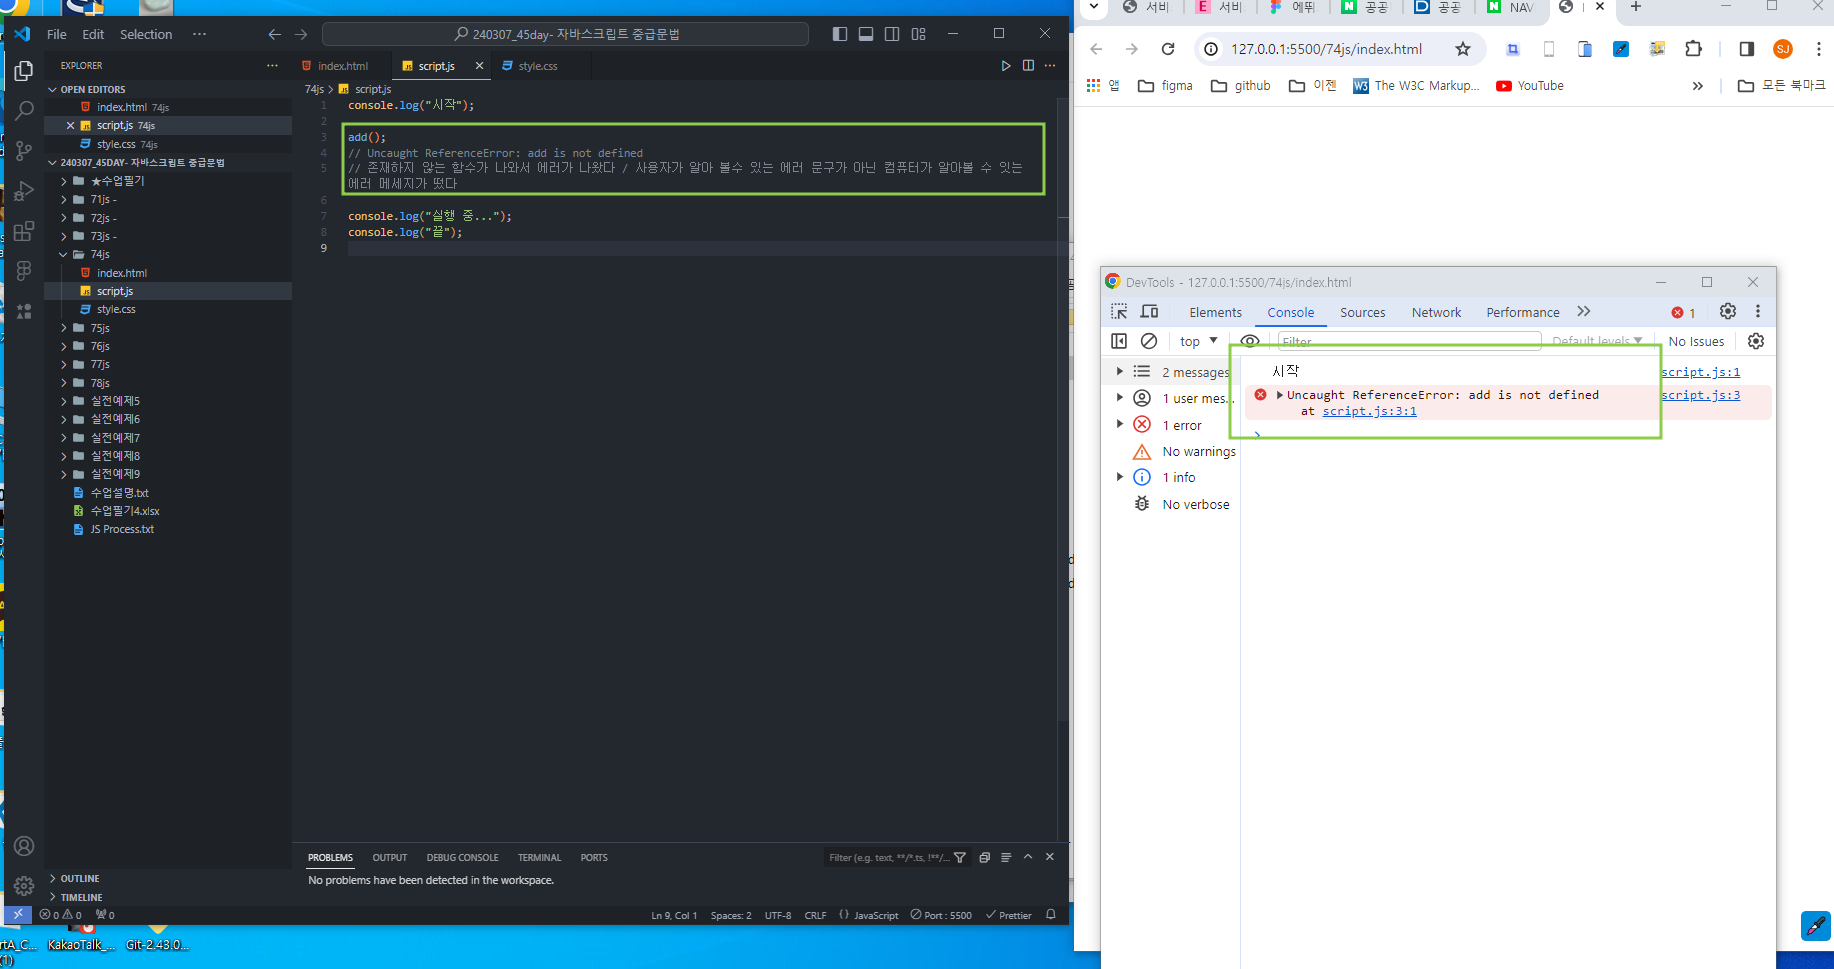 File Edit Selection ···
240307_45day- 자바스크립트 중급문법
EXPLORER
OPEN EDITORS
index.html 74js
script.js 74js
style.css 74js
240307_45DAY- 자바스크립트 중급문법
★수업필기
71js -
72js -
73js -
74js
index.html
script.js
style.css
75js
76js
77js
78js
실전예제5
실전예제6
실전예제7
실전예제8
실전예제9
수업설명.txt
수업필기4.xlsx
JS Process.txt
OUTLINE
TIMELINE
index.html script.js style.css
74js > script.js
1 console.log("시작");
2
3 add();
4 // Uncaught ReferenceError: add is not defined
5 // 존재하지 않는 함수가 나와서 에러가 나왔다 / 사용자가 알아 볼수 있는 에러 문구가 아닌 컴퓨터가 알아볼 수 잇는
에러 메세지가 떴다
6
7 console.log("실행 중...");
8 console.log("끝");
9
PROBLEMS OUTPUT DEBUG CONSOLE TERMINAL PORTS
Filter (e.g. text, **/*.ts, !**/...
No problems have been detected in the workspace.
0 0 0
Ln 9, Col 1 Spaces: 2 UTF-8 CRLF {} JavaScript Port : 5500 Prettier
rtA_C... KakaoTalk_... Git-2.43.0...
(1)
서비 서비 에뛰 공공 공공 NAV
127.0.0.1:5500/74js/index.html
SJ
앱 figma github 이젠 The W3C Markup... YouTube » 모든 북마크
DevTools - 127.0.0.1:5500/74js/index.html
Elements Console Sources Network Performance 1
top Filter Default levels No Issues
2 messages
1 user mes...
1 error
No warnings
1 info
No verbose
시작 script.js:1
Uncaught ReferenceError: add is not defined script.js:3
at script.js:3:1